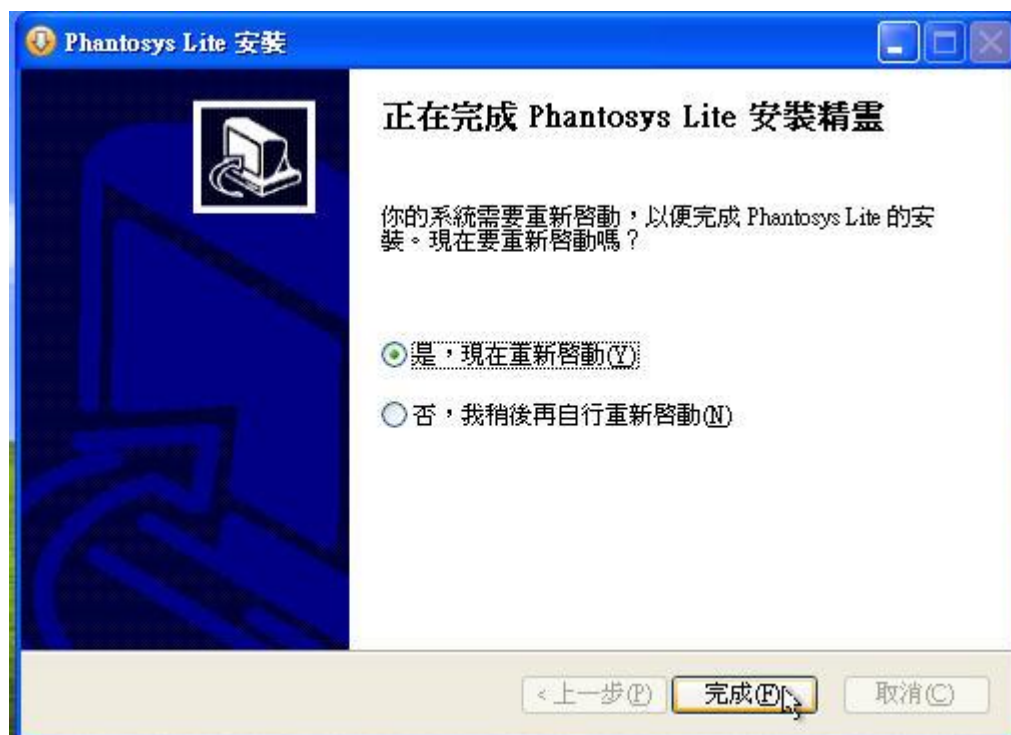 Phantosys Lite 安裝
正在完成 Phantosys Lite 安裝精靈
你的系統需要重新啓動，以便完成 Phantosys Lite 的安
裝。現在要重新啓動嗎？
是，現在重新啓動(Y)
否，我稍後再自行重新啓動(N)
<上一步(P) 完成(F) 取消(C)